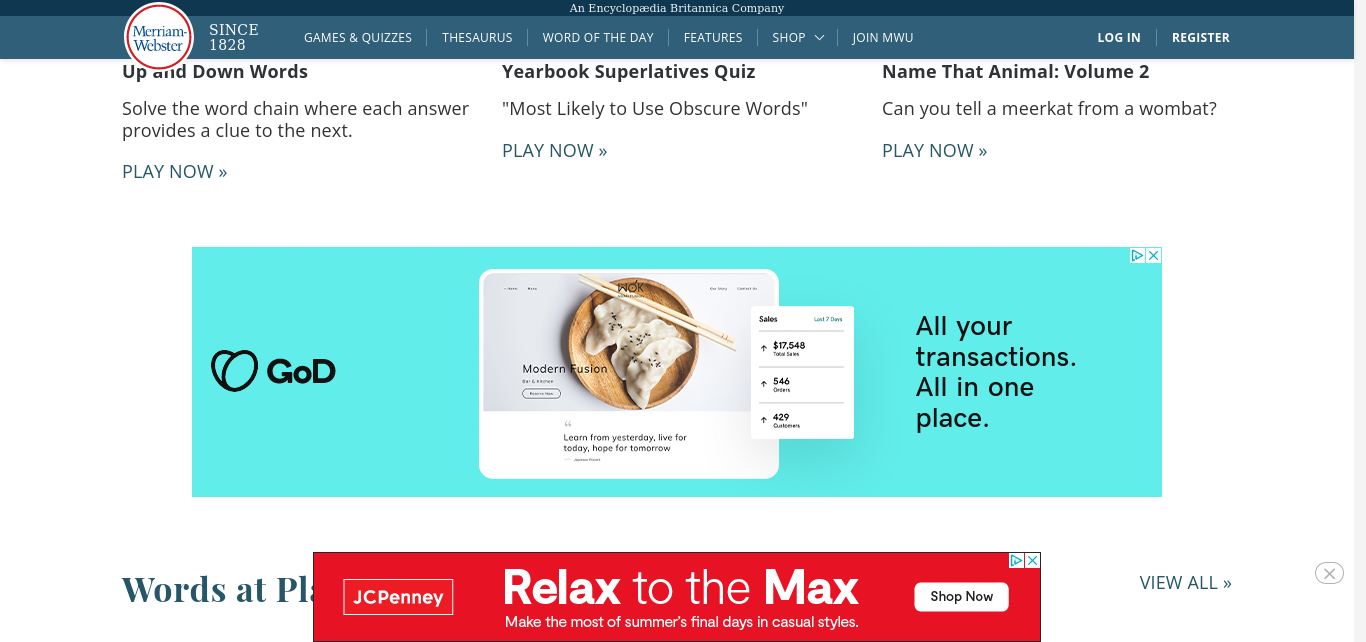 An Encyclopædia Britannica Company
Merriam-
Webster
SINCE
1828
GAMES & QUIZZES
THESAURUS
WORD OF THE DAY
FEATURES
SHOP
JOIN MWU
LOG IN
REGISTER
Up and Down Words
Solve the word chain where each answer
provides a clue to the next.
PLAY NOW »
Yearbook Superlatives Quiz
"Most Likely to Use Obscure Words"
PLAY NOW »
Name That Animal: Volume 2
Can you tell a meerkat from a wombat?
PLAY NOW »
GoD
Home
Menu
WOK
Our Story
Contact Us
Modern Fusion
Bar & Kitchen
Reserve Now
“
Learn from yesterday, live for
today, hope for tomorrow
Sales
Last 7 Days
$17,548
Total Sales
546
Orders
429
Customers
All your
transactions.
All in one
place.
Words at Pla
VIEW ALL »
JCPenney
Relax to the Max
Make the most of summer's final days in casual styles.
Shop Now